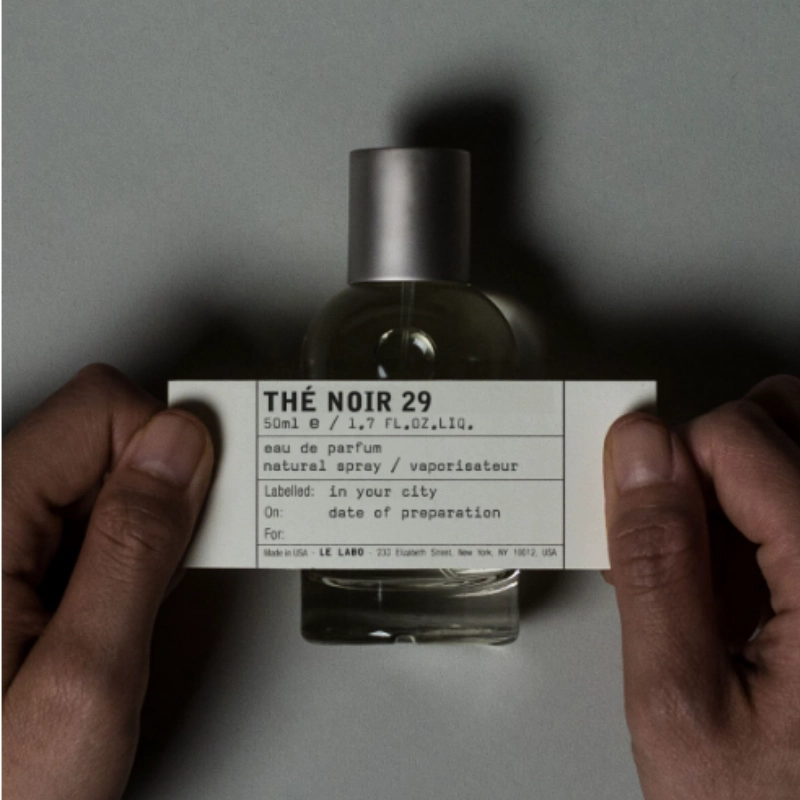 THÉ NOIR 29
50ml e / 1.7 FL.OZ.LIQ.
eau de parfum
natural spray / vaporisateur
Labelled: in your city
On: date of preparation
For:
Made in USA - LE LABO - 233 Elizabeth Street, New York, NY 10012, USA